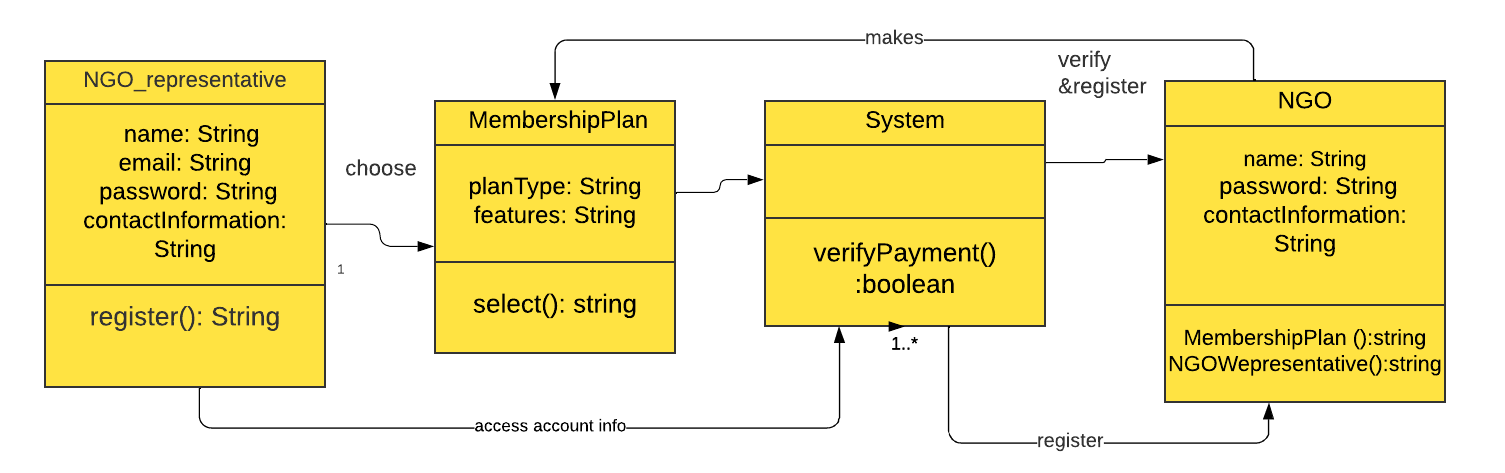 makes
verify
&register
NGO_representative
name: String
email: String
password: String
contactInformation:
String
register(): String
choose
1
MembershipPlan
planType: String
features: String
select(): string
System
verifyPayment()
:boolean
1..*
NGO
name: String
password: String
contactInformation:
String
MembershipPlan ():string
NGOWepresentative():string
access account info
register